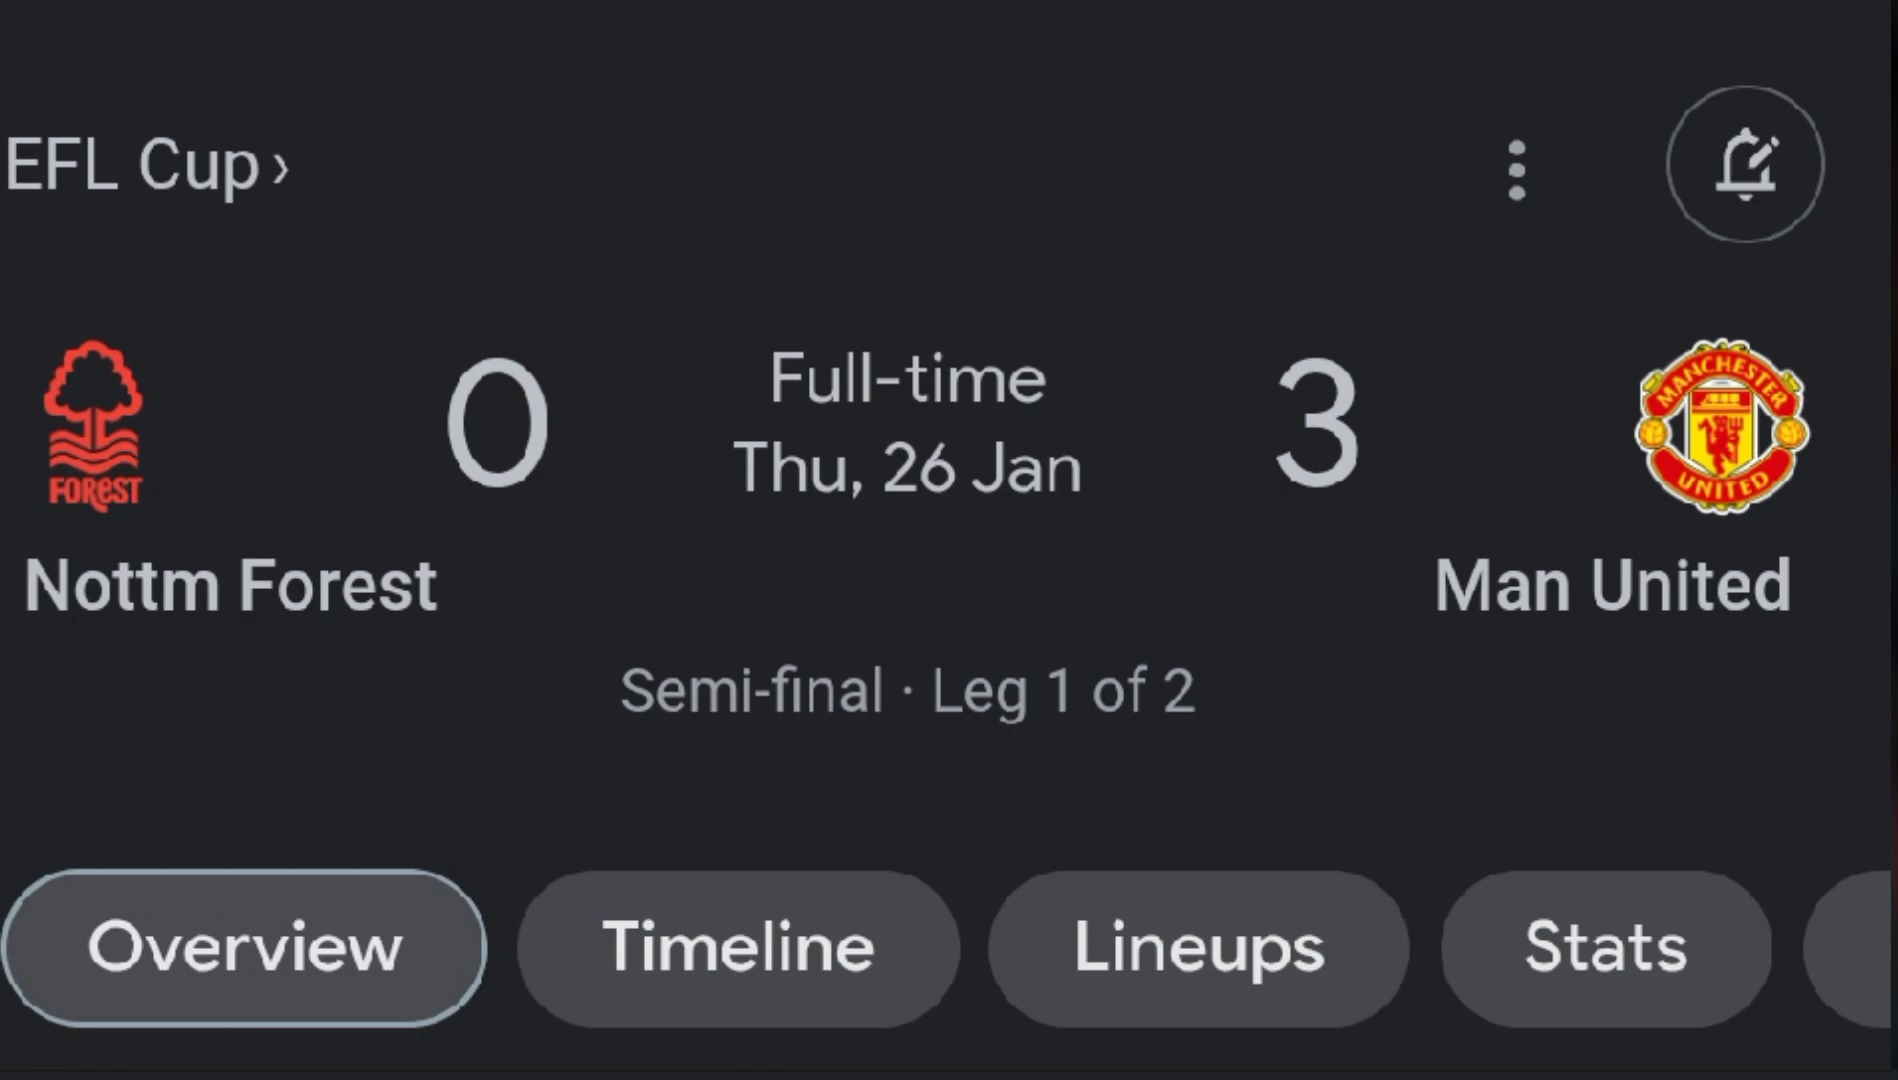 EFL Cup ›
0 Full-time 3
Thu, 26 Jan
FOREST
MANCHESTER
UNITED
Nottm Forest Man United
Semi-final · Leg 1 of 2
Overview Timeline Lineups Stats